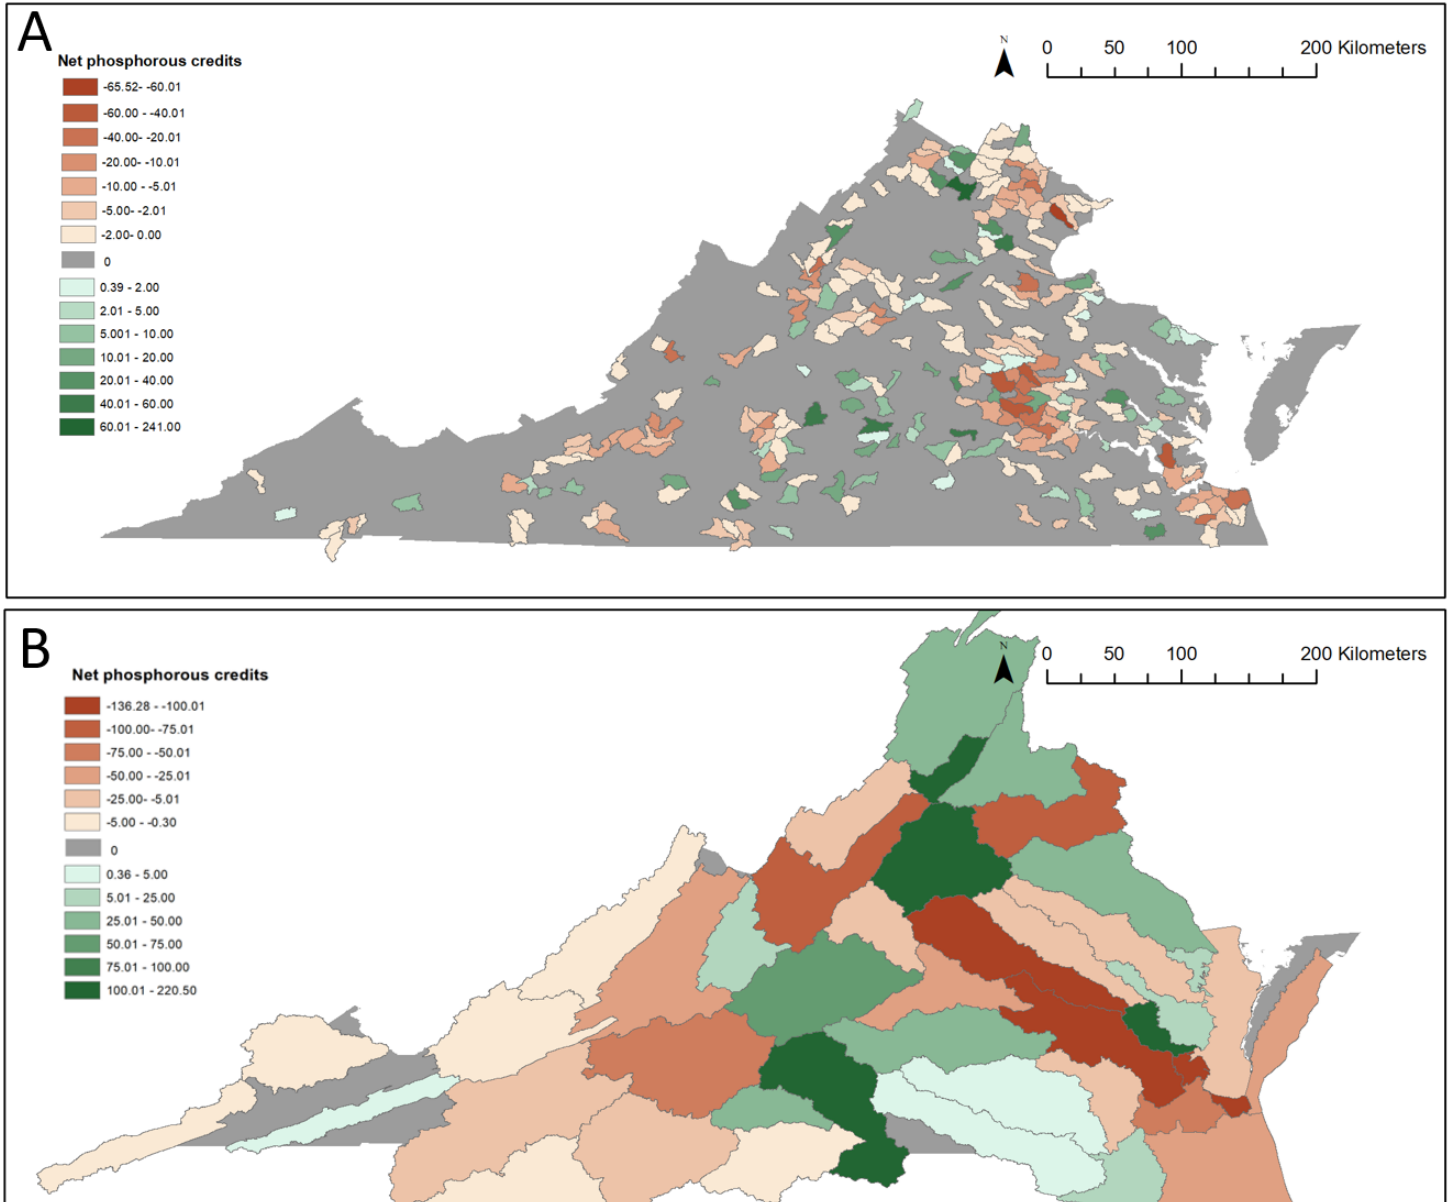 A
Net phosphorous credits
-65.52- -60.01
-60.00 - -40.01
-40.00- -20.01
-20.00- -10.01
-10.00 - -5.01
-5.00- -2.01
-2.00- 0.00
0
0.39 - 2.00
2.01 - 5.00
5.001 - 10.00
10.01 - 20.00
20.01 - 40.00
40.01 - 60.00
60.01 - 241.00
N
0 50 100 200 Kilometers
B
Net phosphorous credits
-136.28 - -100.01
-100.00- -75.01
-75.00 - -50.01
-50.00 - -25.01
-25.00- -5.01
-5.00 - -0.30
0
0.36 - 5.00
5.01 - 25.00
25.01 - 50.00
50.01 - 75.00
75.01 - 100.00
100.01 - 220.50
N
0 50 100 200 Kilometers